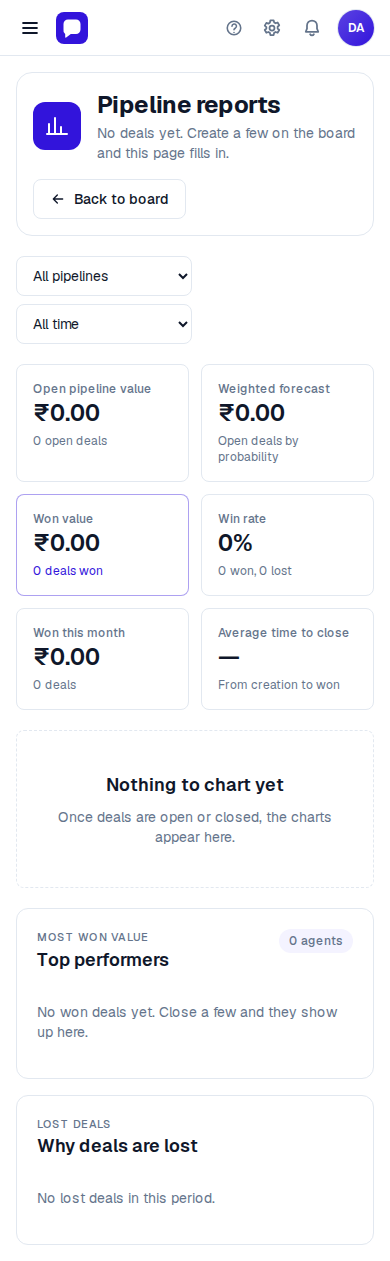 DA
Pipeline reports
No deals yet. Create a few on the board
and this page fills in.
← Back to board
All pipelines
All time
Open pipeline value
₹0.00
0 open deals
Weighted forecast
₹0.00
Open deals by
probability
Won value
₹0.00
0 deals won
Win rate
0%
0 won, 0 lost
Won this month
₹0.00
0 deals
Average time to close
—
From creation to won
Nothing to chart yet
Once deals are open or closed, the charts
appear here.
MOST WON VALUE
0 agents
Top performers
No won deals yet. Close a few and they show
up here.
LOST DEALS
Why deals are lost
No lost deals in this period.